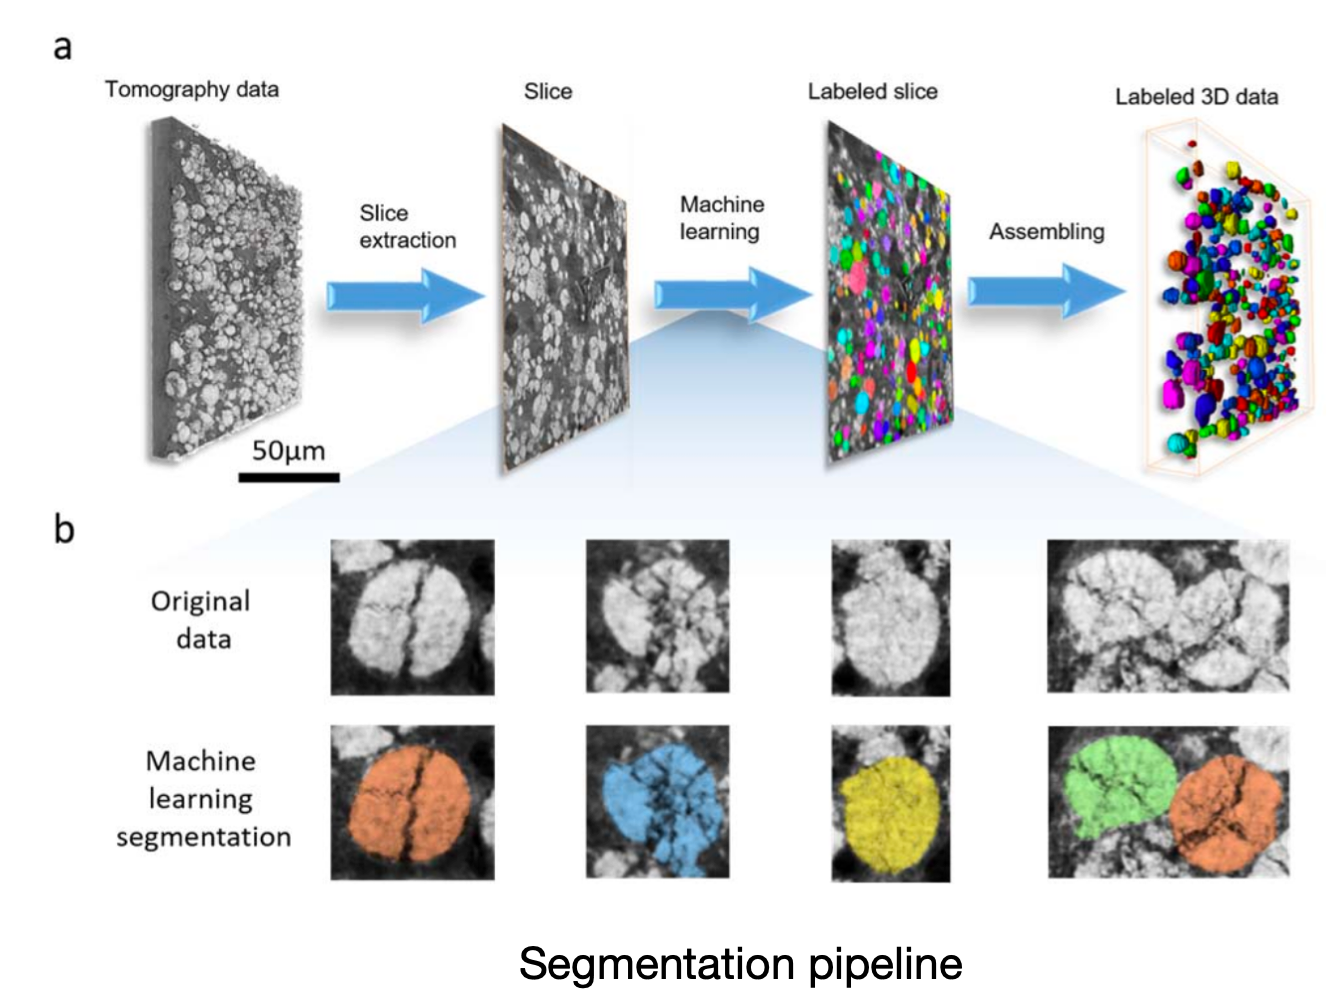 a
Tomography data
Slice
Labeled slice
Labeled 3D data
Slice
extraction
Machine
learning
Assembling
50μm
b
Original
data
Machine
learning
segmentation
Segmentation pipeline